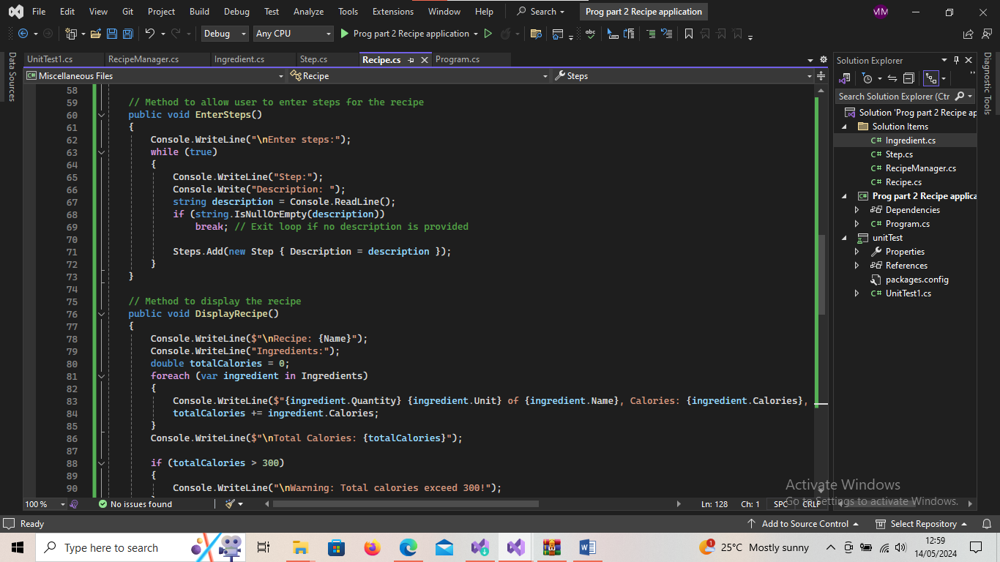 File Edit View Git Project Build Debug Test Analyze Tools Extensions Window Help Search Prog part 2 Recipe application MM
Debug Any CPU Prog part 2 Recipe application
Data Sources
UnitTest1.cs RecipeManager.cs Ingredient.cs Step.cs Recipe.cs Program.cs
C# Miscellaneous Files Recipe Steps
58
59 // Method to allow user to enter steps for the recipe
60 public void EnterSteps()
61 {
62 Console.WriteLine("\nEnter steps:");
63 while (true)
64 {
65 Console.WriteLine("Step:");
66 Console.Write("Description: ");
67 string description = Console.ReadLine();
68 if (string.IsNullOrEmpty(description))
69 break; // Exit loop if no description is provided
70
71 Steps.Add(new Step { Description = description });
72 }
73 }
74
75 // Method to display the recipe
76 public void DisplayRecipe()
77 {
78 Console.WriteLine($"\nRecipe: {Name}");
79 Console.WriteLine("Ingredients:");
80 double totalCalories = 0;
81 foreach (var ingredient in Ingredients)
82 {
83 Console.WriteLine($"{ingredient.Quantity} {ingredient.Unit} of {ingredient.Name}, Calories: {ingredient.Calories},
84 totalCalories += ingredient.Calories;
85 }
86 Console.WriteLine($"\nTotal Calories: {totalCalories}");
87
88 if (totalCalories > 300)
89 {
90 Console.WriteLine("\nWarning: Total calories exceed 300!");
100 % No issues found Ln: 128 Ch: 1 SPC CRLF
Solution Explorer
Search Solution Explorer (Ctr
Solution 'Prog part 2 Recipe ap
Solution Items
C# Ingredient.cs
C# Step.cs
C# RecipeManager.cs
C# Recipe.cs
C# Prog part 2 Recipe applica
Dependencies
C# Program.cs
unitTest
Properties
References
packages.config
C# UnitTest1.cs
Diagnostic Tools
Activate Windows
Go to Settings to activate Windows.
Ready Add to Source Control Select Repository
Type here to search 1 25°C Mostly sunny 12:59
14/05/2024